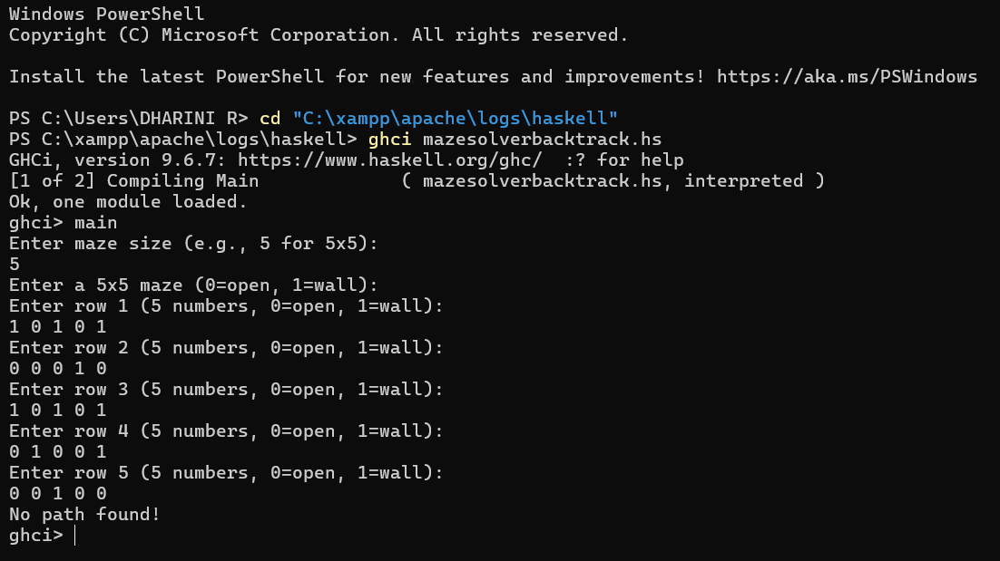 Windows PowerShell
Copyright (C) Microsoft Corporation. All rights reserved.
Install the latest PowerShell for new features and improvements! https://aka.ms/PSWindows
PS C:\Users\DHARINI R> cd "C:\xampp\apache\logs\haskell"
PS C:\xampp\apache\logs\haskell> ghci mazesolverbacktrack.hs
GHCi, version 9.6.7: https://www.haskell.org/ghc/  :? for help
[1 of 2] Compiling Main             ( mazesolverbacktrack.hs, interpreted )
Ok, one module loaded.
ghci> main
Enter maze size (e.g., 5 for 5x5):
5
Enter a 5x5 maze (0=open, 1=wall):
Enter row 1 (5 numbers, 0=open, 1=wall):
1 0 1 0 1
Enter row 2 (5 numbers, 0=open, 1=wall):
0 0 0 1 0
Enter row 3 (5 numbers, 0=open, 1=wall):
1 0 1 0 1
Enter row 4 (5 numbers, 0=open, 1=wall):
0 1 0 0 1
Enter row 5 (5 numbers, 0=open, 1=wall):
0 0 1 0 0
No path found!
ghci>